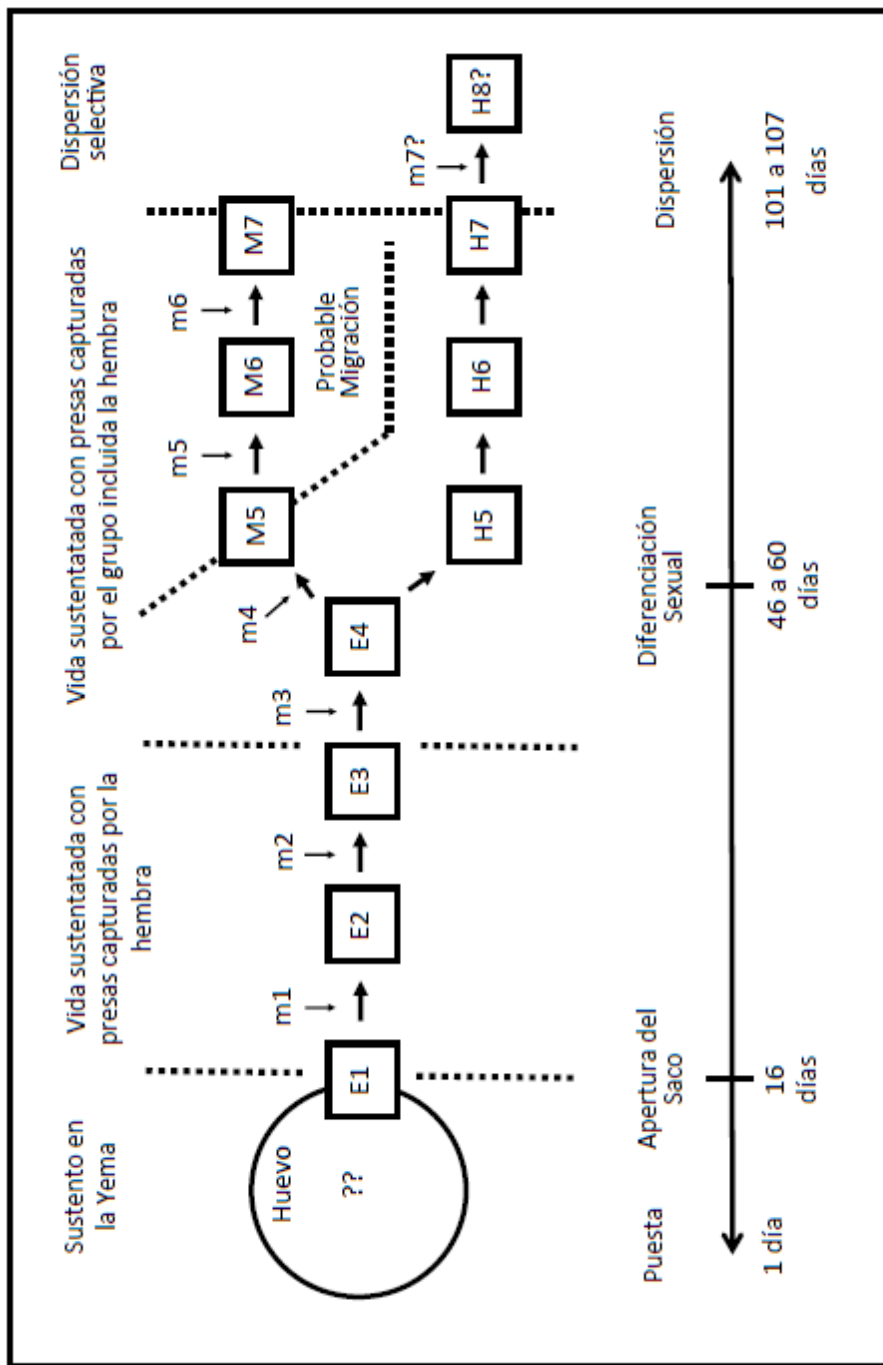 Sustento en
la Yema
Vida sustentatada con
presas capturadas por la
hembra
Vida sustentatada con presas capturadas
por el grupo incluida la hembra
Dispersión
selectiva
Huevo
??
E1
m1
E2
m2
E3
m3
E4
m4
M5
m5
M6
m6
M7
Probable
Migración
H5
H6
H7
m7?
H8?
Puesta
Apertura del
Saco
Diferenciación
Sexual
Dispersión
1 día
16
días
46 a 60
días
101 a 107
días